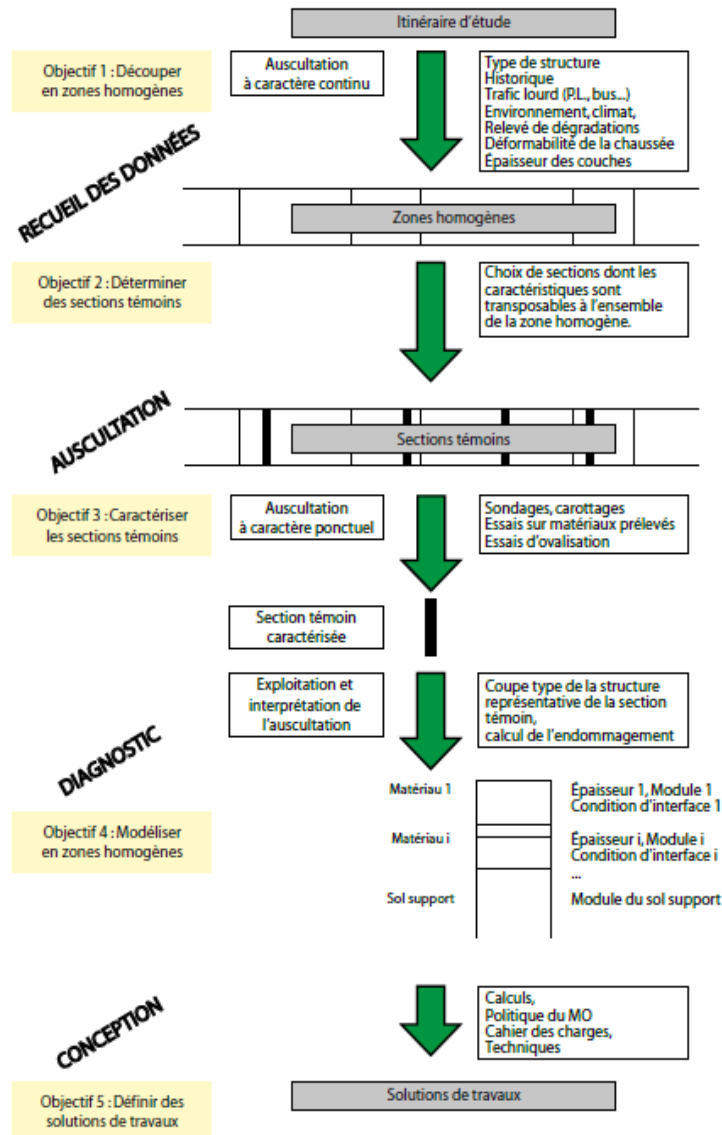 Itinéraire d'étude
Objectif 1 : Découper
en zones homogènes
Auscultation
à caractère continu
Type de structure
Historique
Trafic lourd (P.L., bus...)
Environnement, climat,
Relevé de dégradations
Déformabilité de la chaussée
Épaisseur des couches
RECUEIL DES DONNÉES
Zones homogènes
Objectif 2 : Déterminer
des sections témoins
Choix de sections dont les
caractéristiques sont
transposables à l'ensemble
de la zone homogène.
AUSCULTATION
Sections témoins
Objectif 3 : Caractériser
les sections témoins
Auscultation
à caractère ponctuel
Sondages, carottages
Essais sur matériaux prélevés
Essais d'ovalisation
Section témoin
caractérisée
Exploitation et
interprétation de
l'auscultation
Coupe type de la structure
représentative de la section
témoin,
calcul de l'endommagement
DIAGNOSTIC
Objectif 4 : Modéliser
en zones homogènes
Matériau 1
Épaisseur 1, Module 1
Condition d'interface 1
Matériau i
Épaisseur i, Module i
Condition d'interface i
...
Sol support
Module du sol support
CONCEPTION
Calculs,
Politique du MO
Cahier des charges,
Techniques
Objectif 5 : Définir des
solutions de travaux
Solutions de travaux